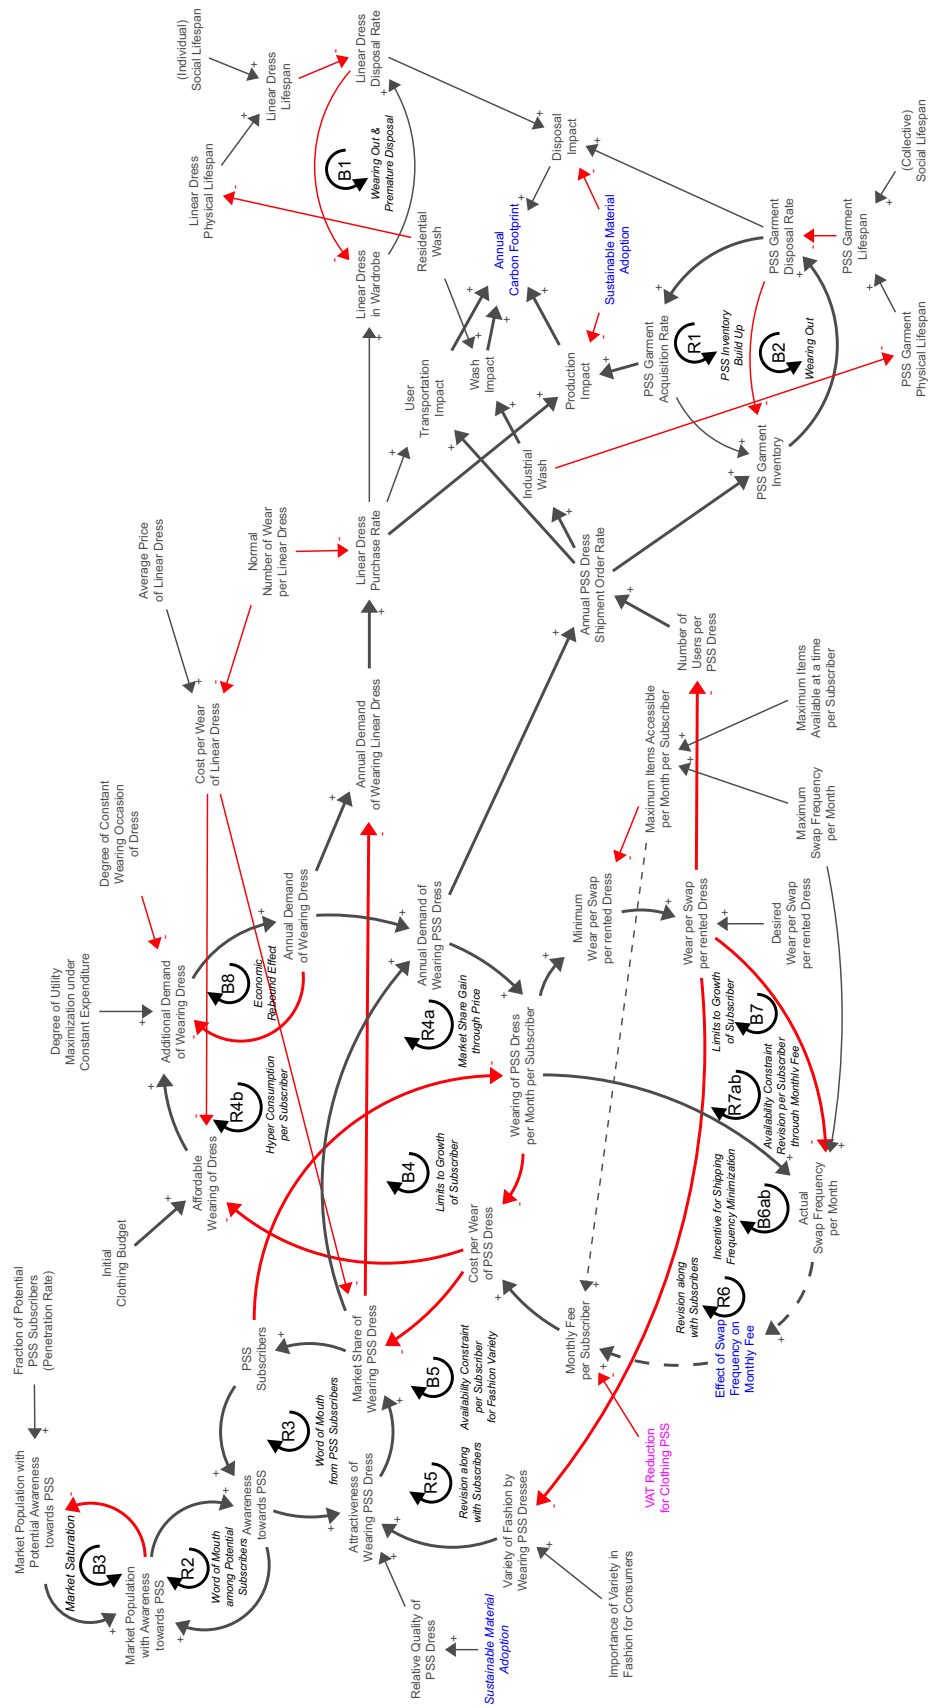 Fraction of Potential
PSS Subscribers
(Penetration Rate)
Market Population with
Potential Awareness
towards PSS
Market Saturation
B3
Market Population
with Awareness
towards PSS
R2
Word of Mouth
among Potential
Subscribers
Awareness
towards PSS
PSS
Subscribers
R3
Word of Mouth
from PSS Subscribers
Attractiveness of
Wearing PSS Dress
Market Share of
Wearing PSS Dress
Relative Quality of
PSS Dress
Sustainable Material
Adoption
R5
Revision along
with Subscribers
B5
Availability Constraint
per Subscriber
for Fashion Variety
Variety of Fashion by
Wearing PSS Dresses
Importance of Variety in
Fashion for Consumers
VAT Reduction
for Clothing PSS
Monthly Fee
per Subscriber
Effect of Swap
Frequency on
Monthly Fee
R6
Revision along
with Subscribers
B6ab
Incentive for Shipping
Frequency Minimization
Actual
Swap Frequency
per Month
R7ab
Availability Constraint
Revision per Subscriber
through Monthly Fee
B7
Limits to Growth
of Subscriber
Initial
Clothing Budget
Affordable
Wearing of Dress
Cost per Wear
of PSS Dress
B4
Limits to Growth
of Subscriber
R4b
Hyper Consumption
per Subscriber
Degree of Utility
Maximization under
Constant Expenditure
Additional Demand
of Wearing Dress
Degree of Constant
Wearing Occasion
of Dress
B8
Economic
Rebound Effect
Annual Demand
of Wearing Dress
R4a
Market Share Gain
through Price
Annual Demand of
Wearing PSS Dress
Wearing of PSS Dress
per Month per Subscriber
Minimum
Wear per Swap
per rented Dress
Wear per Swap
per rented Dress
Desired
Wear per Swap
per rented Dress
Maximum Items Accessible
per Month per Subscriber
Maximum
Swap Frequency
per Month
Maximum Items
Available at a time
per Subscriber
Number of
Users per
PSS Dress
Average Price
of Linear Dress
Cost per Wear
of Linear Dress
Normal
Number of Wear
per Linear Dress
Annual Demand
of Wearing Linear Dress
Linear Dress
Purchase Rate
Annual PSS Dress
Shipment Order Rate
User
Transportation
Impact
Industrial
Wash
Wash
Impact
Production
Impact
Residential
Wash
Annual
Carbon Footprint
Sustainable Material
Adoption
Disposal
Impact
Linear Dress
in Wardrobe
B1
Wearing Out &
Premature Disposal
Linear Dress
Physical Lifespan
(Individual)
Social Lifespan
Linear Dress
Lifespan
Linear Dress
Disposal Rate
PSS Garment
Acquisition Rate
R1
PSS Inventory
Build Up
B2
Wearing Out
PSS Garment
Inventory
PSS Garment
Disposal Rate
PSS Garment
Lifespan
PSS Garment
Physical Lifespan
(Collective)
Social Lifespan